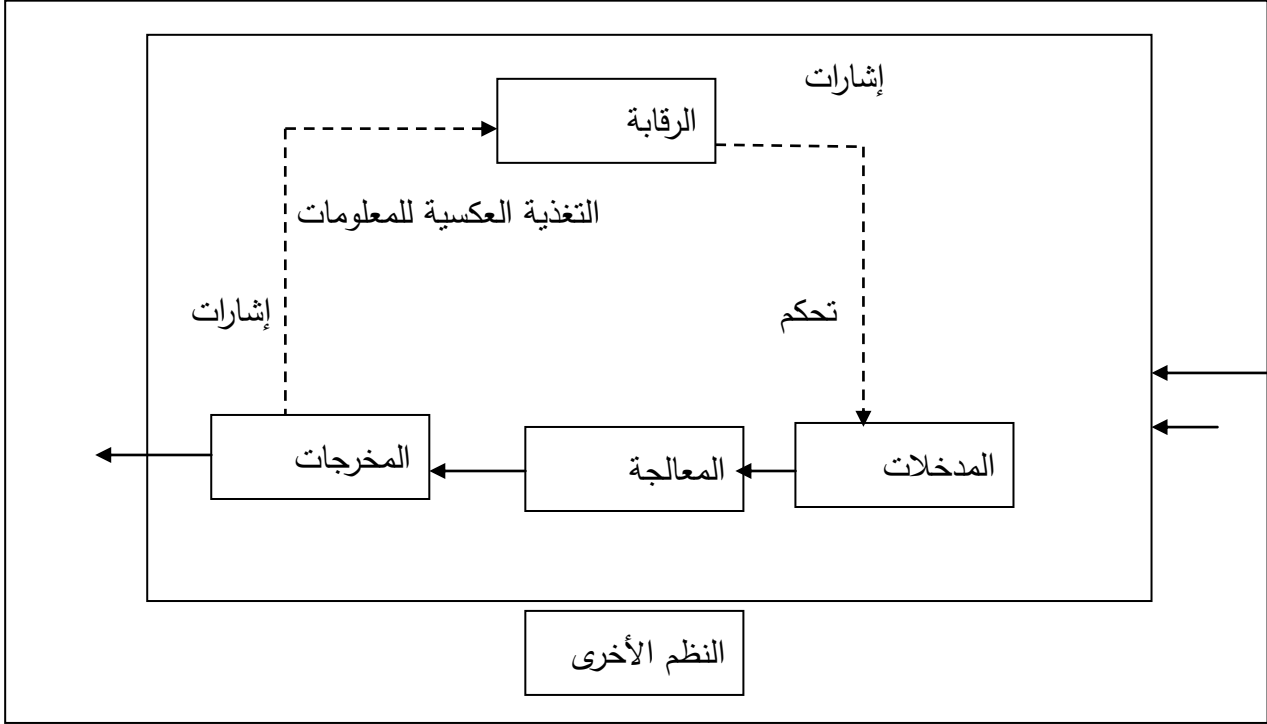 إشارات
الرقابة
التغذية العكسية للمعلومات
تحكم
إشارات
المدخلات
المعالجة
المخرجات
النظم الأخرى